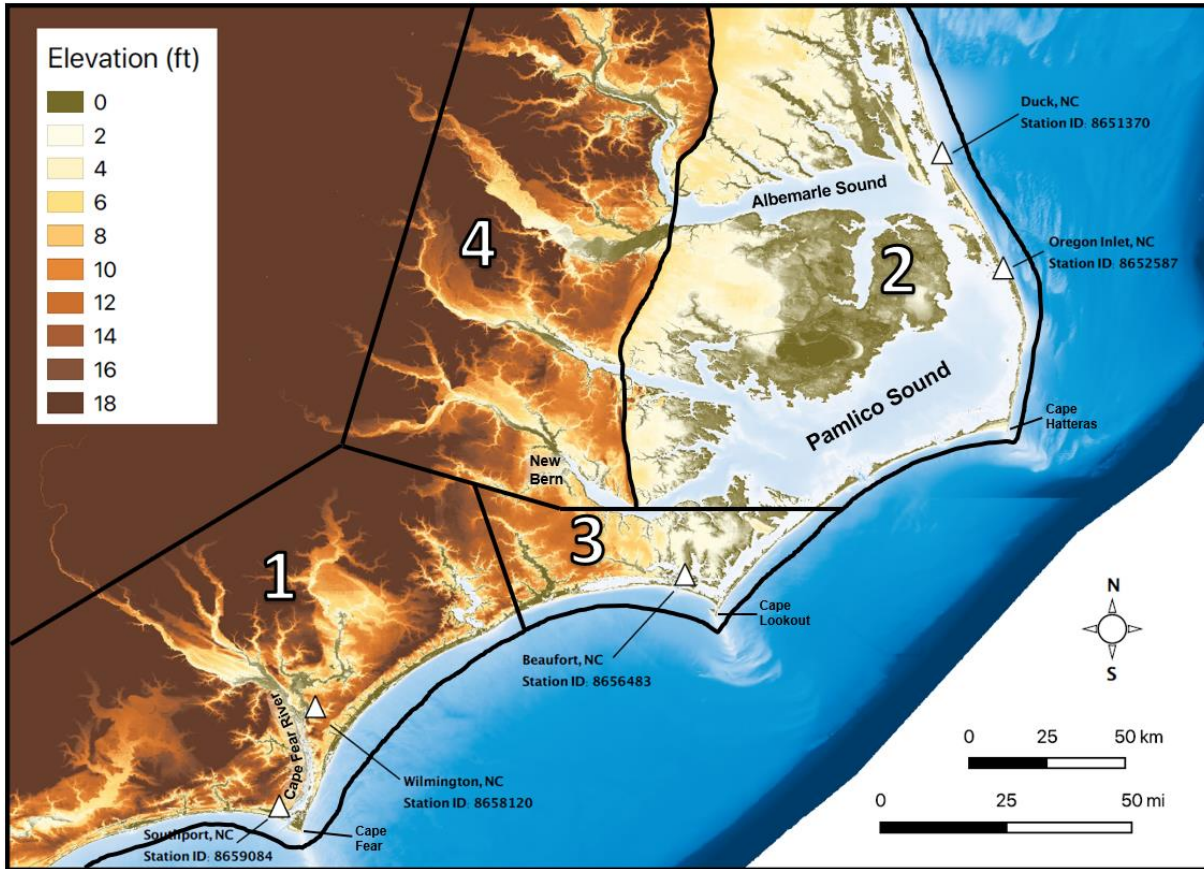 Elevation (ft)
0
2
4
6
8
10
12
14
16
18
Duck, NC
Station ID: 8651370
Albemarle Sound
4
2
Oregon Inlet, NC
Station ID: 8652587
Pamlico Sound
Cape
Hatteras
New
Bern
3
1
Cape
Lookout
N
S
Beaufort, NC
Station ID: 8656483
Cape Fear River
0 25 50 km
Wilmington, NC
Station ID: 8658120
0 25 50 mi
Southport, NC
Station ID: 8659084
Cape
Fear